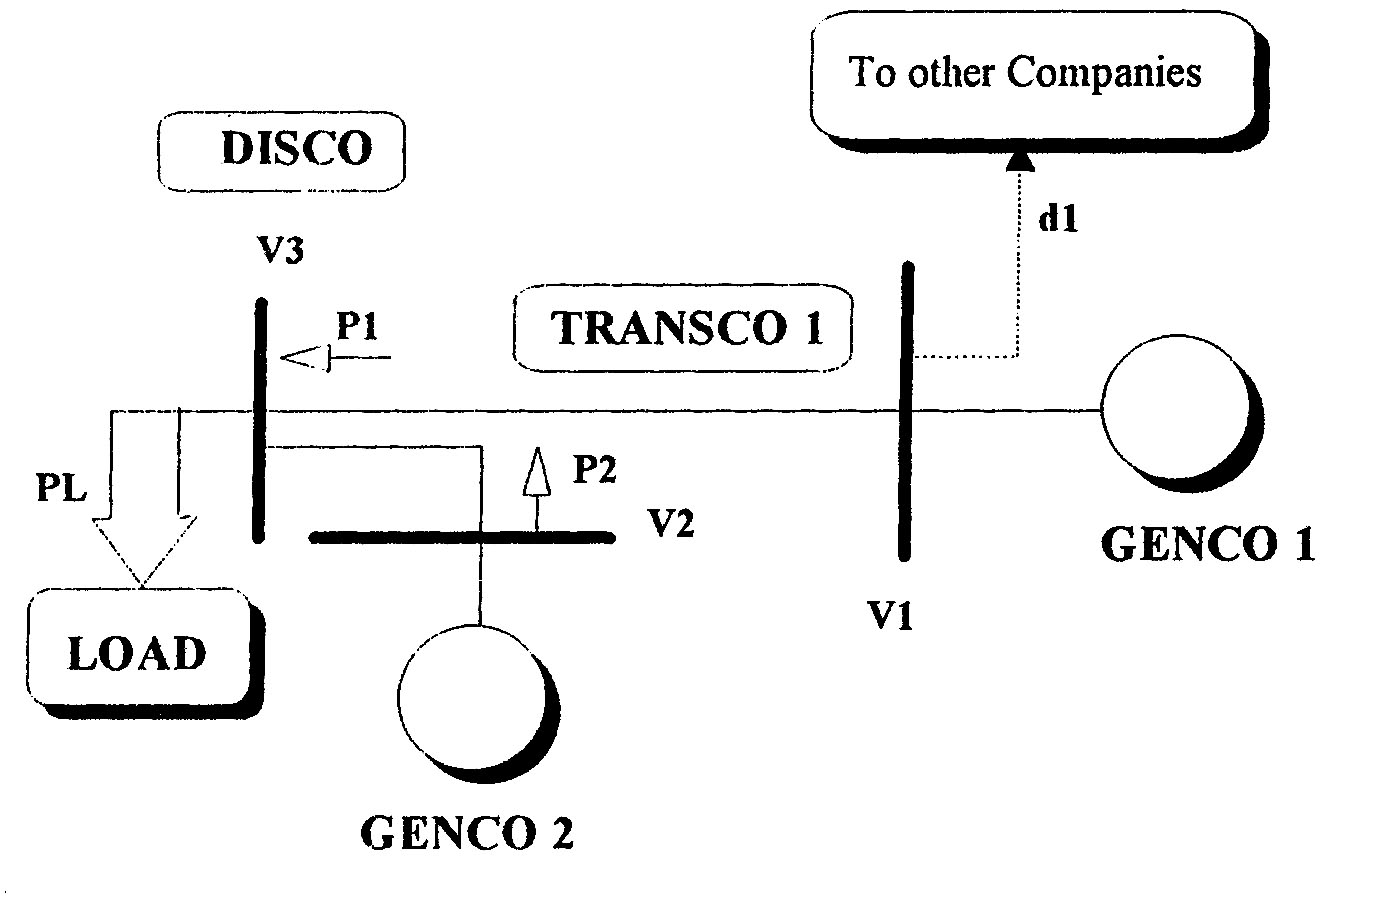 To other Companies
DISCO
d1
V3
P1
TRANSCO 1
PL
P2
V2
GENCO 1
V1
LOAD
GENCO 2